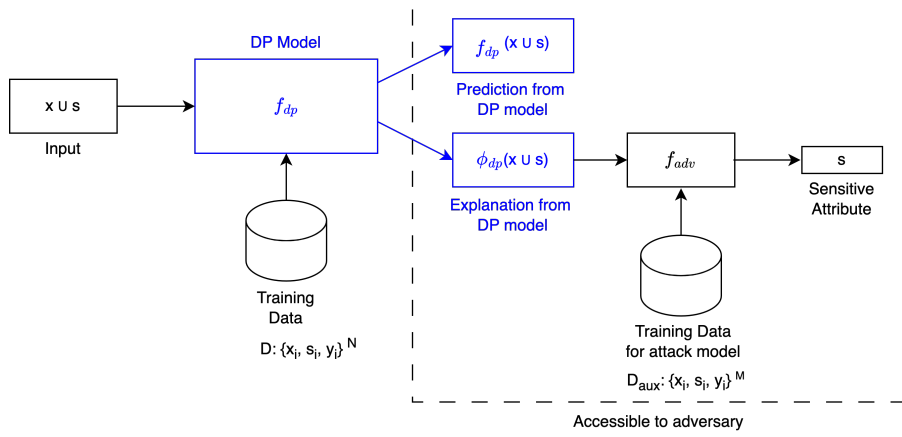 DP Model
x ∪ s
Input
f_dp
Training
Data
D: {x_i, s_i, y_i} ^N
f_dp (x ∪ s)
Prediction from
DP model
ϕ_dp(x ∪ s)
Explanation from
DP model
f_adv
s
Sensitive
Attribute
Training Data
for attack model
D_aux: {x_i, s_i, y_i} ^M
Accessible to adversary